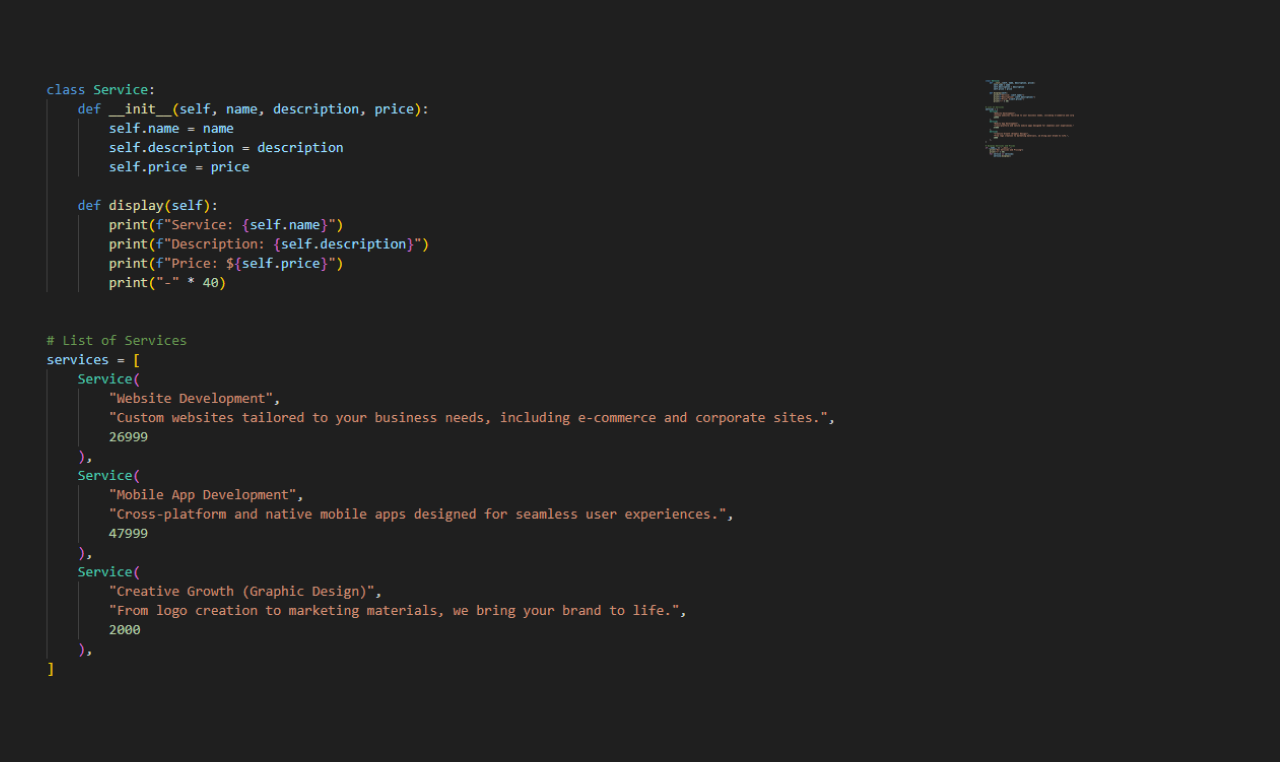 class Service:
    def __init__(self, name, description, price):
        self.name = name
        self.description = description
        self.price = price
    def display(self):
        print(f"Service: {self.name}")
        print(f"Description: {self.description}")
        print(f"Price: ${self.price}")
        print("-" * 40)
# List of Services
services = [
    Service(
        "Website Development",
        "Custom websites tailored to your business needs, including e-commerce and corporate sites.",
        26999
    ),
    Service(
        "Mobile App Development",
        "Cross-platform and native mobile apps designed for seamless user experiences.",
        47999
    ),
    Service(
        "Creative Growth (Graphic Design)",
        "From logo creation to marketing materials, we bring your brand to life.",
        2000
    ),
]